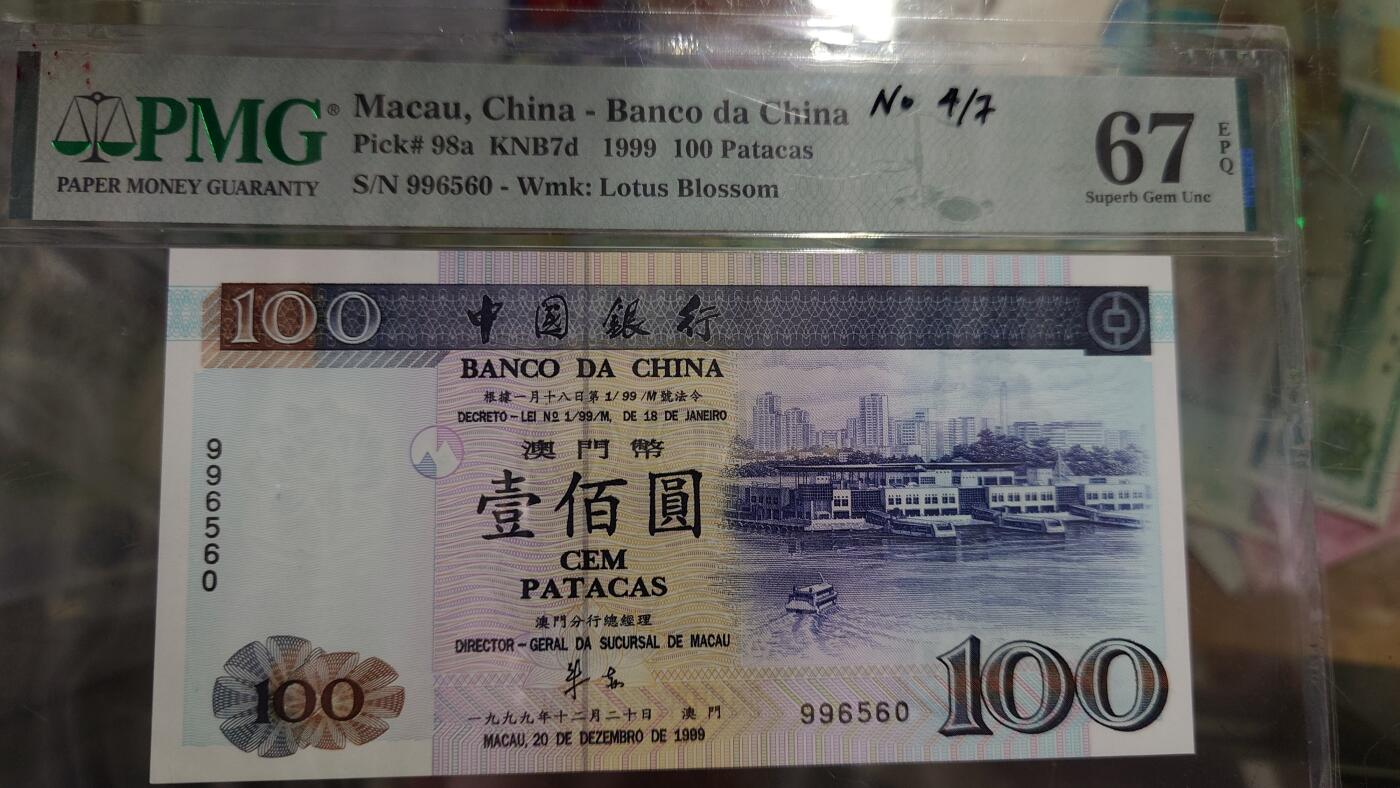 PMG®
PAPER MONEY GUARANTY
Macau, China - Banco da China
Pick# 98a KNB7d 1999 100 Patacas
S/N 996560 - Wmk: Lotus Blossom
No 4/7
67
EPQ
Superb Gem Unc
100
中國銀行
BANCO DA CHINA
根據一月十八日第1/99/M號法令
DECRETO-LEI Nº 1/99/M, DE 18 DE JANEIRO
澳門幣
壹佰圓
CEM
PATACAS
澳門分行總經理
DIRECTOR-GERAL DA SUCURSAL DE MACAU
一九九九年十二月二十日 澳門
MACAU, 20 DE DEZEMBRO DE 1999
996560
100
996560
100